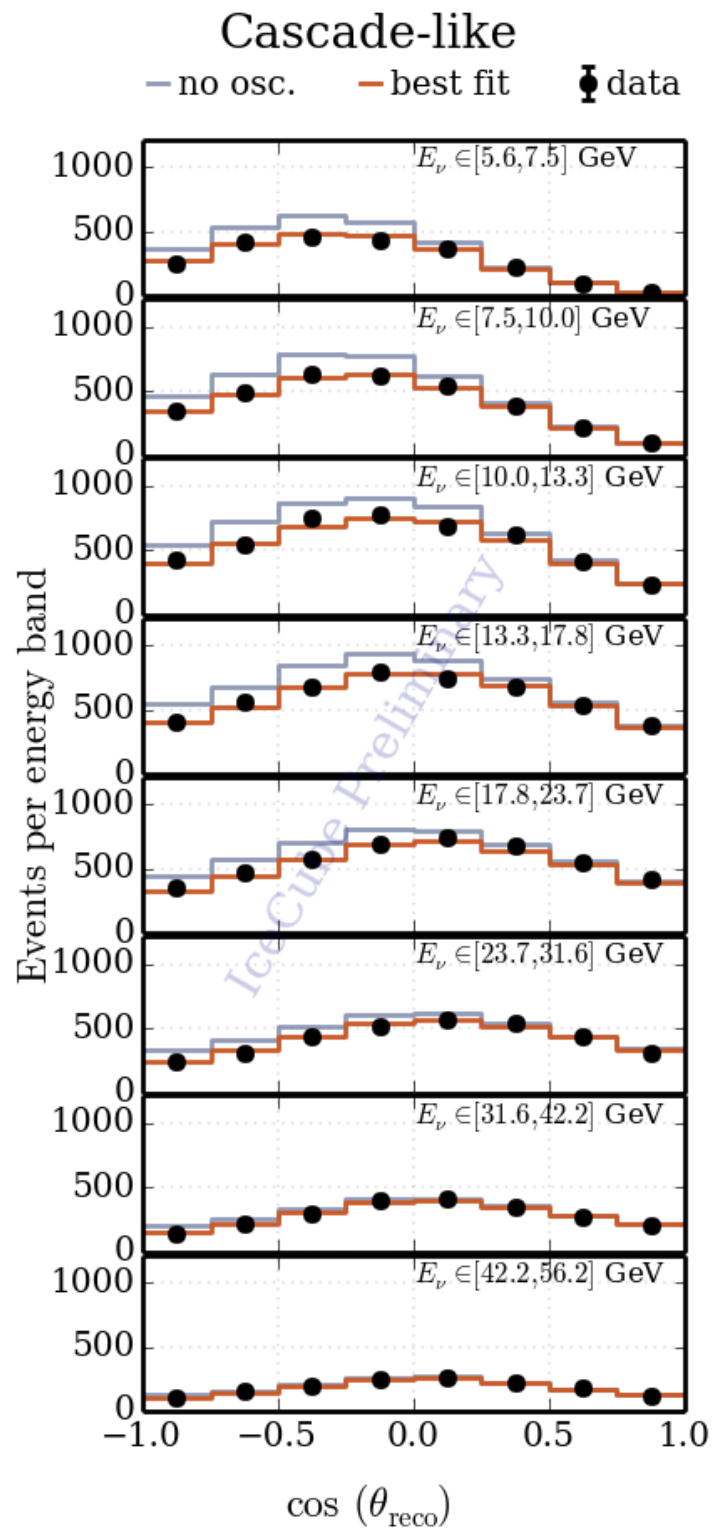 Cascade-like
no osc. best fit data
1000
500
0
E_ν ∈[5.6,7.5] GeV
1000
500
0
E_ν ∈[7.5,10.0] GeV
1000
500
0
E_ν ∈[10.0,13.3] GeV
1000
500
0
E_ν ∈[13.3,17.8] GeV
1000
500
0
E_ν ∈[17.8,23.7] GeV
1000
500
0
E_ν ∈[23.7,31.6] GeV
1000
500
0
E_ν ∈[31.6,42.2] GeV
1000
500
0
E_ν ∈[42.2,56.2] GeV
Events per energy band
IceCube Preliminary
−1.0 −0.5 0.0 0.5 1.0
cos (θ_reco)